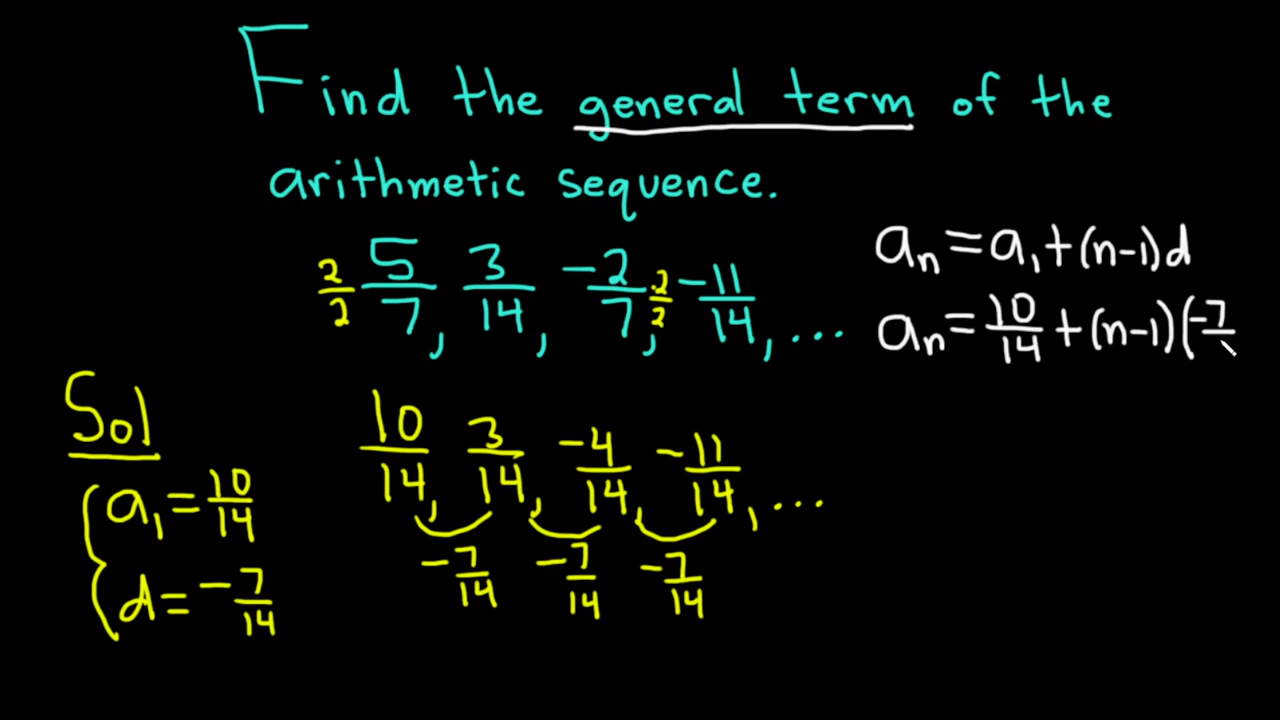 Find the general term of the
arithmetic sequence.
2/2 5/7, 3/14, -2/7 2/2, -11/14, ...
aₙ = a₁ + (n-1)d
aₙ = 10/14 + (n-1)(-7/
Sol
10/14, 3/14, -4/14, -11/14, ...
-7/14 -7/14 -7/14
a₁ = 10/14
d = -7/14